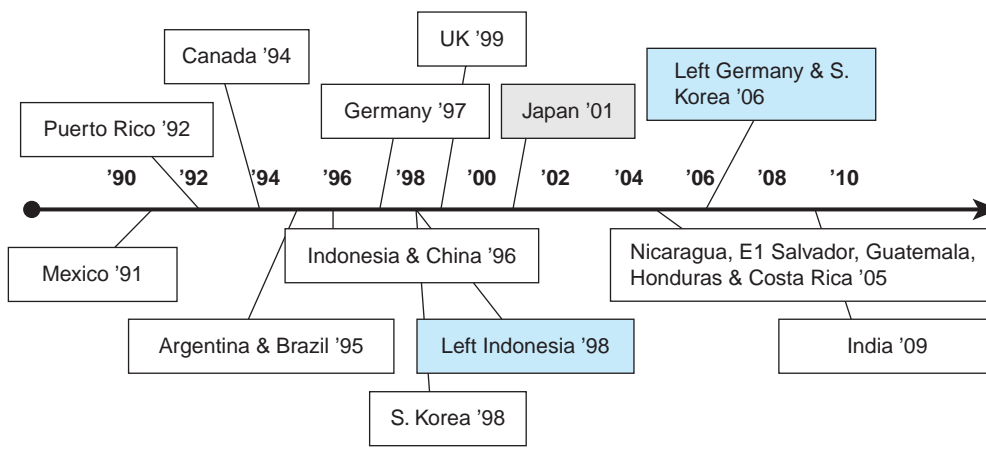 UK ’99
Canada ’94
Left Germany & S.
Korea ’06
Germany ’97
Japan ’01
Puerto Rico ’92
’90 ’92 ’94 ’96 ’98 ’00 ’02 ’04 ’06 ’08 ’10
Mexico ’91
Indonesia & China ’96
Nicaragua, E1 Salvador, Guatemala,
Honduras & Costa Rica ’05
Argentina & Brazil ’95
Left Indonesia ’98
India ’09
S. Korea ’98